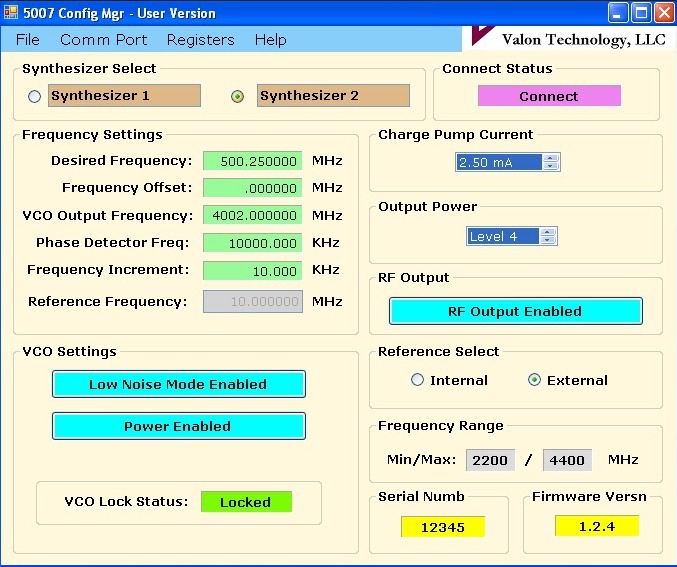 5007 Config Mgr - User Version
File Comm Port Registers Help
Valon Technology, LLC
Synthesizer Select
Synthesizer 1 Synthesizer 2
Connect Status
Connect
Frequency Settings
Desired Frequency: 500.250000 MHz
Frequency Offset: .000000 MHz
VCO Output Frequency: 4002.000000 MHz
Phase Detector Freq: 10000.000 KHz
Frequency Increment: 10.000 KHz
Reference Frequency: 10.000000 MHz
Charge Pump Current
2.50 mA
Output Power
Level 4
RF Output
RF Output Enabled
VCO Settings
Low Noise Mode Enabled
Power Enabled
VCO Lock Status: Locked
Reference Select
Internal External
Frequency Range
Min/Max: 2200 / 4400 MHz
Serial Numb
12345
Firmware Versn
1.2.4